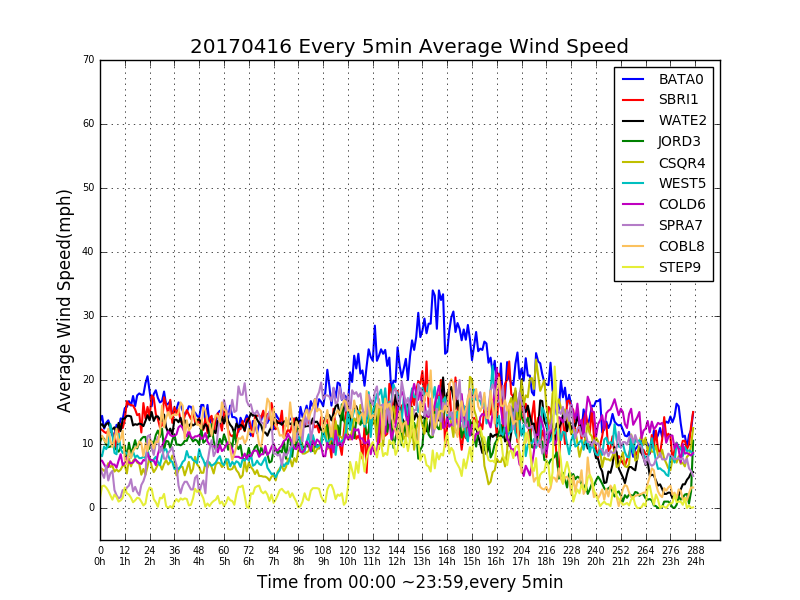 20170416 Every 5min Average Wind Speed
70
60
50
40
30
20
10
0
Average Wind Speed(mph)
BATA0
SBRI1
WATE2
JORD3
CSQR4
WEST5
COLD6
SPRA7
COBL8
STEP9
0 12 24 36 48 60 72 84 96 108 120 132 144 156 168 180 192 204 216 228 240 252 264 276 288
0h 1h 2h 3h 4h 5h 6h 7h 8h 9h 10h 11h 12h 13h 14h 15h 16h 17h 18h 19h 20h 21h 22h 23h 24h
Time from 00:00 ~23:59,every 5min